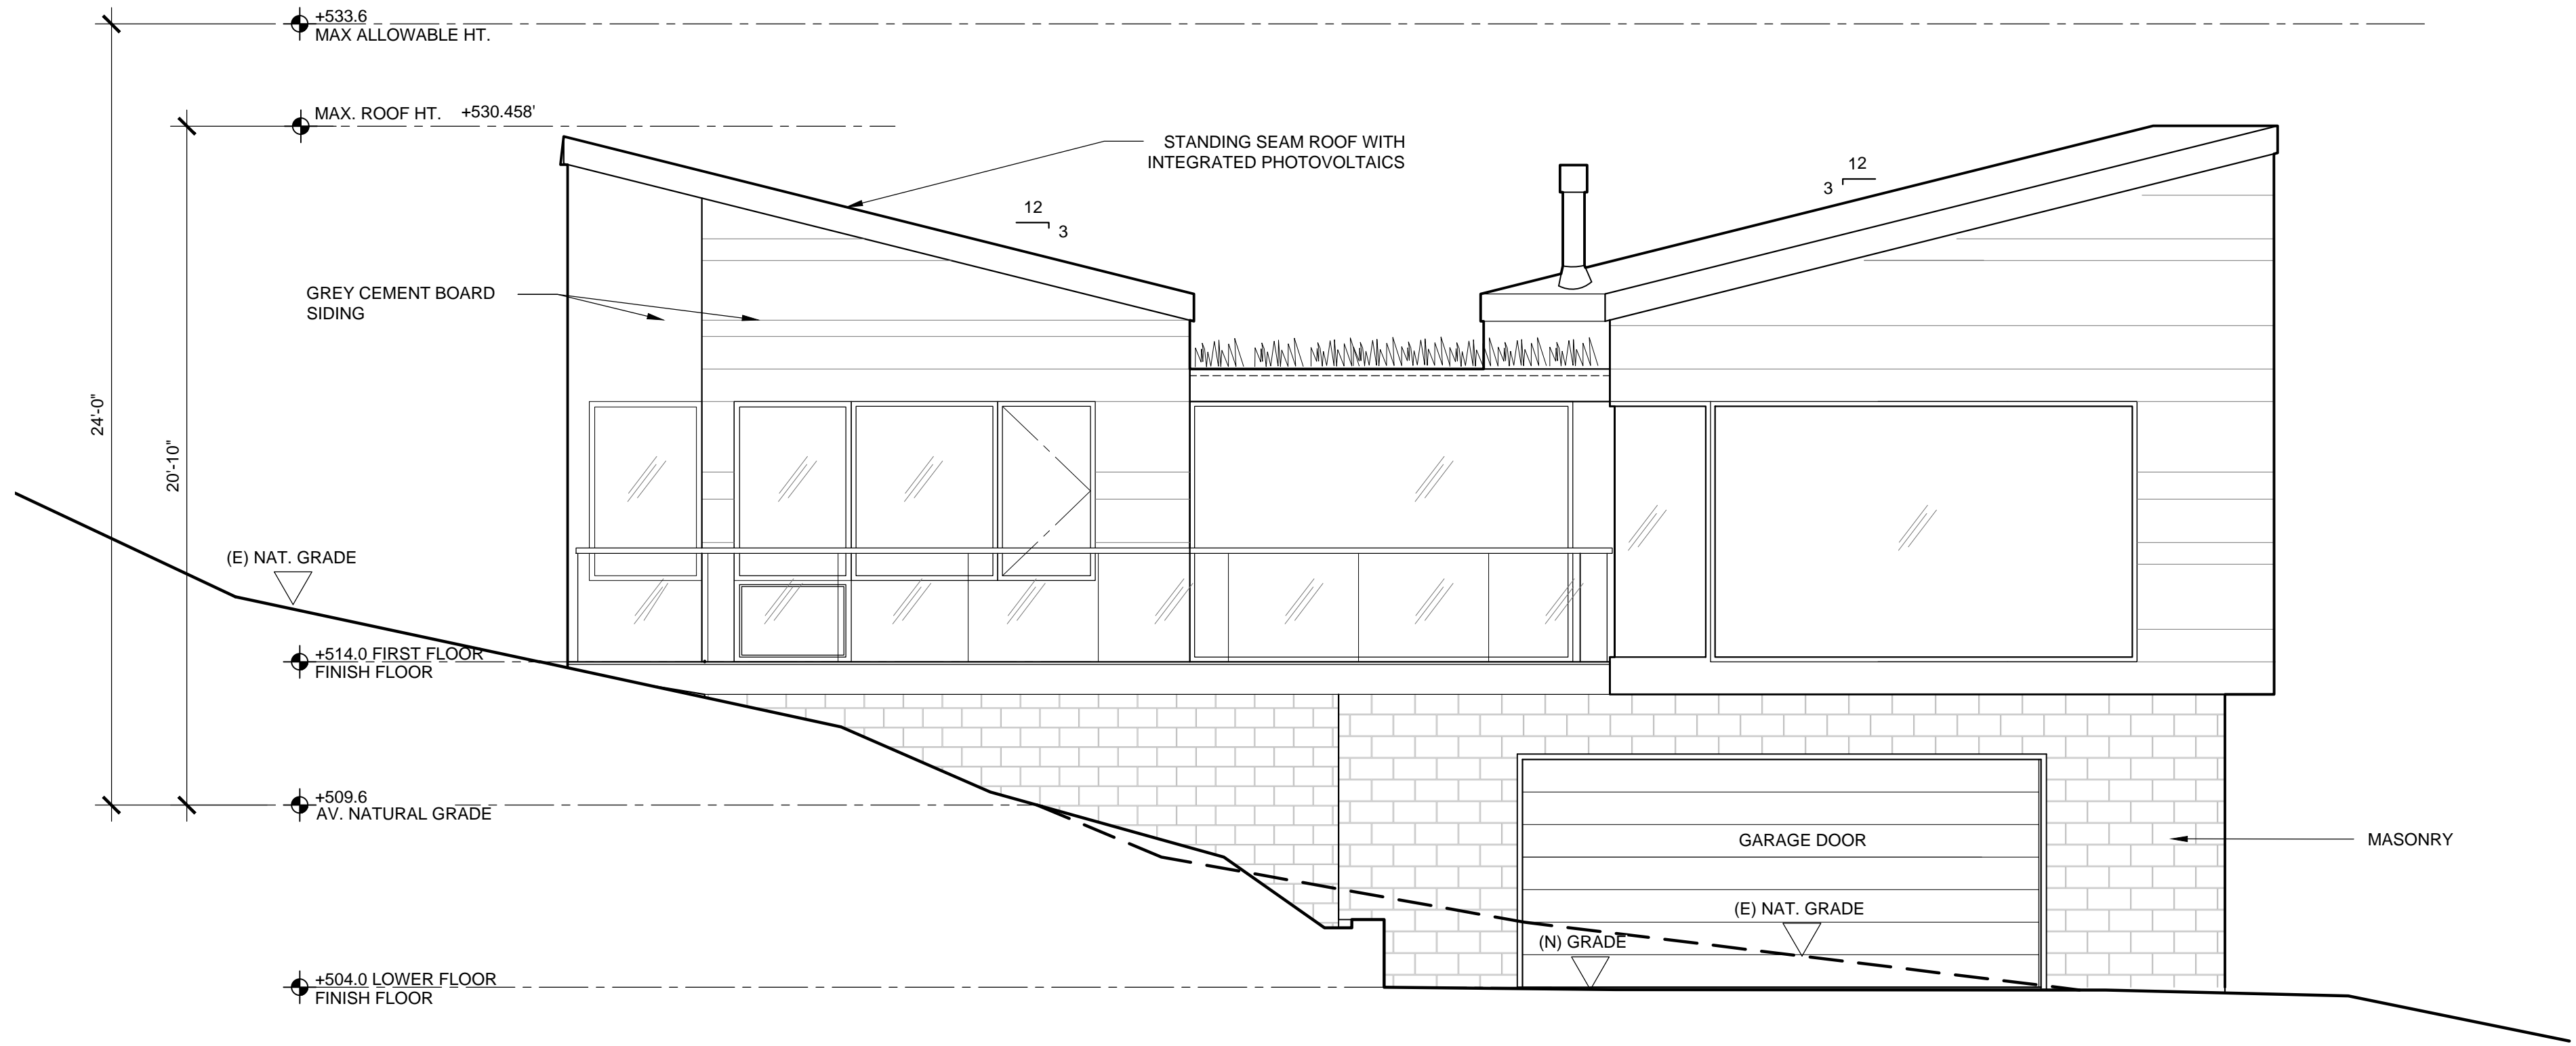 +533.6
MAX ALLOWABLE HT.
MAX. ROOF HT. +530.458'
STANDING SEAM ROOF WITH
INTEGRATED PHOTOVOLTAICS
12
3
12
3
GREY CEMENT BOARD
SIDING
24'-0"
20'-10"
(E) NAT. GRADE
+514.0 FIRST FLOOR
FINISH FLOOR
+509.6
AV. NATURAL GRADE
GARAGE DOOR
MASONRY
(E) NAT. GRADE
(N) GRADE
+504.0 LOWER FLOOR
FINISH FLOOR